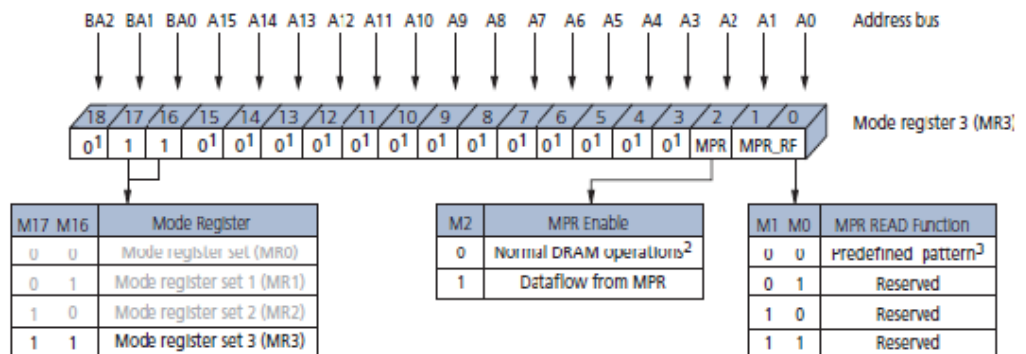 BA2 BA1 BA0 A15 A14 A13 A12 A11 A10 A9 A8 A7 A6 A5 A4 A3 A2 A1 A0 Address bus
18 17 16 15 14 13 12 11 10 9 8 7 6 5 4 3 2 1 0
Mode register 3 (MR3)
0¹ 1 1 0¹ 0¹ 0¹ 0¹ 0¹ 0¹ 0¹ 0¹ 0¹ 0¹ 0¹ 0¹ 0¹ MPR MPR_RF
M17 M16 Mode Register
0 0 Mode register set (MR0)
0 1 Mode register set 1 (MR1)
1 0 Mode register set 2 (MR2)
1 1 Mode register set 3 (MR3)
M2 MPR Enable
0 Normal DRAM operations²
1 Dataflow from MPR
M1 M0 MPR READ Function
0 0 Predefined pattern³
0 1 Reserved
1 0 Reserved
1 1 Reserved